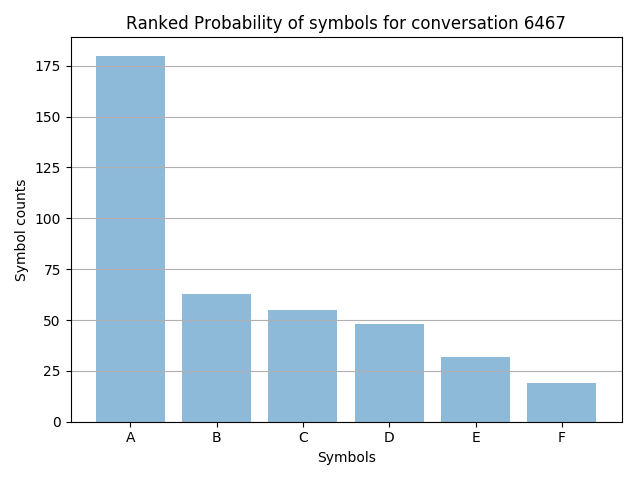 Ranked Probability of symbols for conversation 6467
175
150
125
100
75
50
25
0
Symbol counts
A B C D E F
Symbols